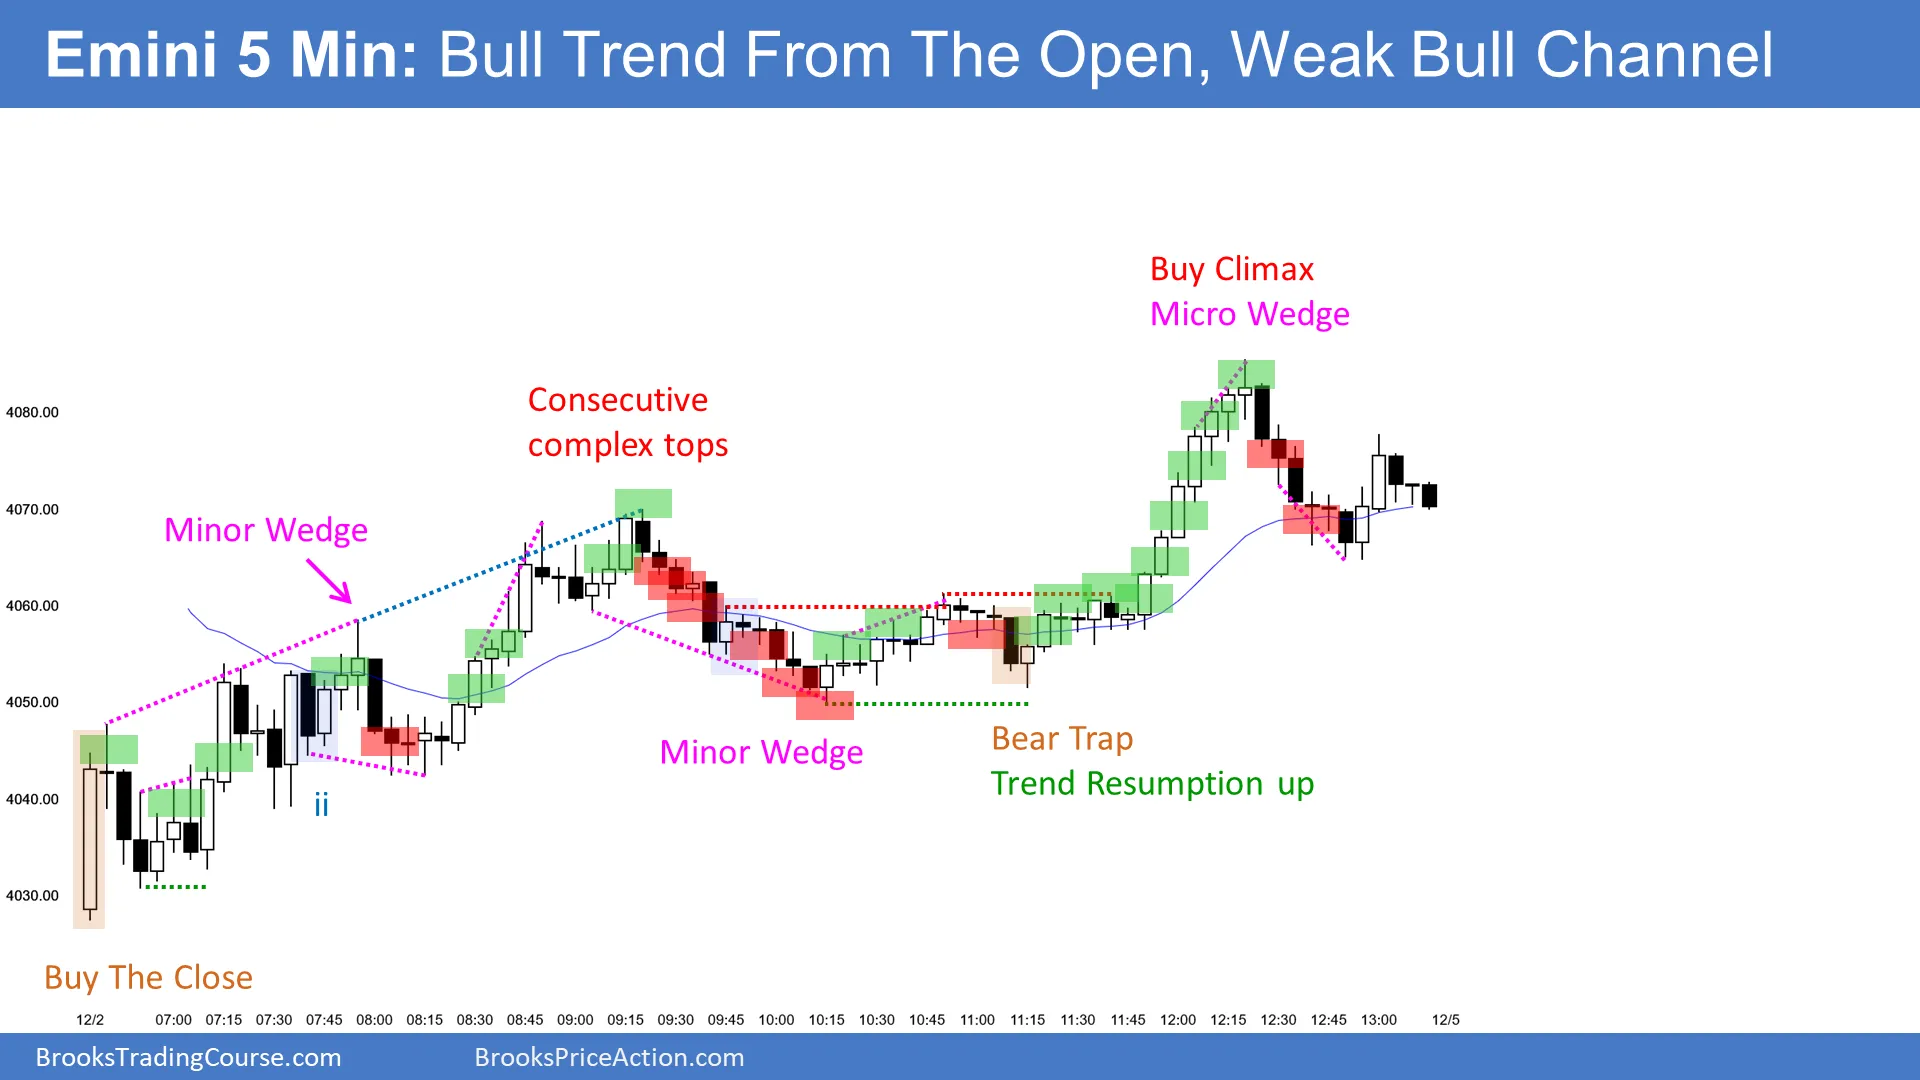 Emini 5 Min: Bull Trend From The Open, Weak Bull Channel
Buy Climax
Micro Wedge
Consecutive
complex tops
Minor Wedge
ii
Minor Wedge
Bear Trap
Trend Resumption up
Buy The Close
4080.00
4070.00
4060.00
4050.00
4040.00
4030.00
12/2 07:00 07:15 07:30 07:45 08:00 08:15 08:30 08:45 09:00 09:15 09:30 09:45 10:00 10:15 10:30 10:45 11:00 11:15 11:30 11:45 12:00 12:15 12:30 12:45 13:00 12/5
BrooksTradingCourse.com BrooksPriceAction.com